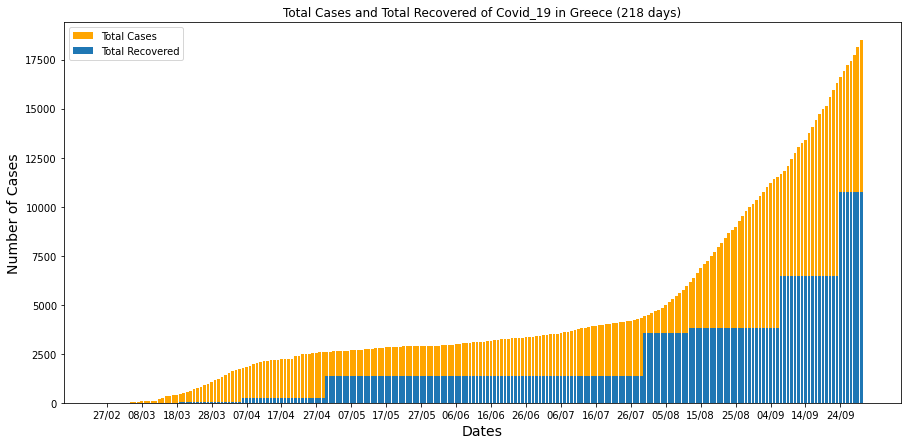 Total Cases and Total Recovered of Covid_19 in Greece (218 days)
Total Cases
Total Recovered
Number of Cases
17500
15000
12500
10000
7500
5000
2500
0
27/02 08/03 18/03 28/03 07/04 17/04 27/04 07/05 17/05 27/05 06/06 16/06 26/06 06/07 16/07 26/07 05/08 15/08 25/08 04/09 14/09 24/09
Dates